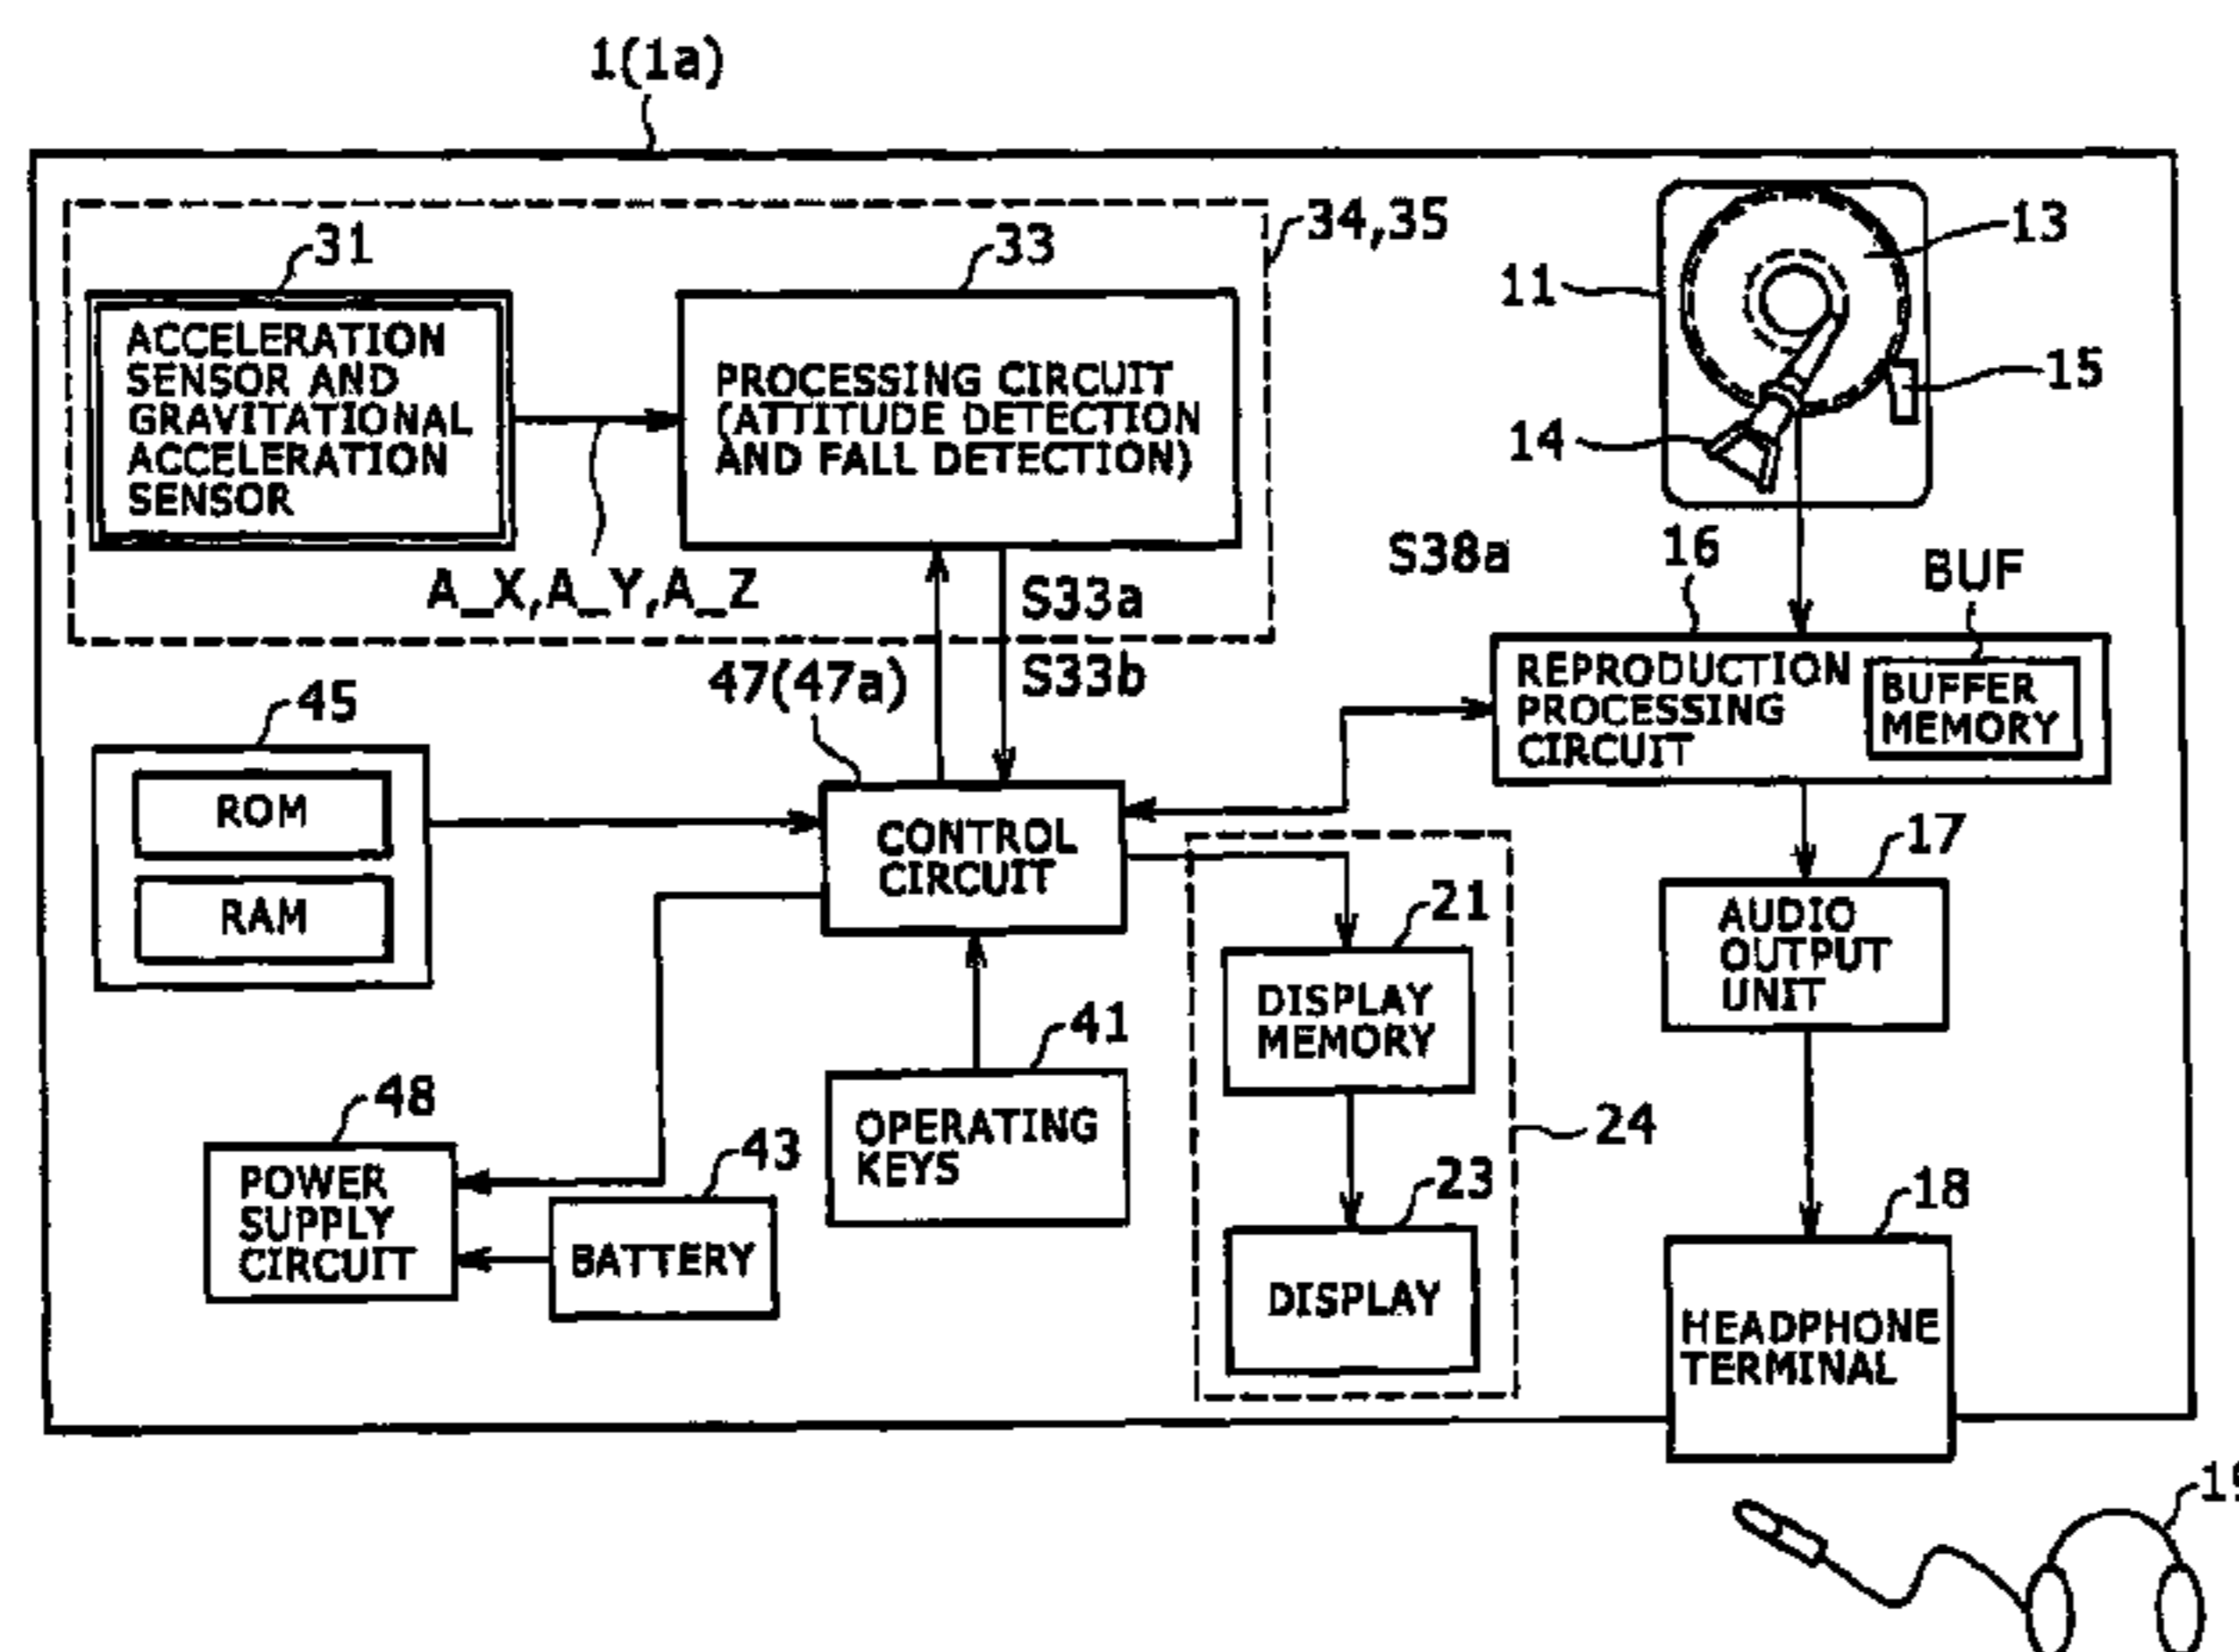 1(1a)
34,35
31
33
13
11
15
14
ACCELERATION
SENSOR AND
GRAVITATIONAL
ACCELERATION
SENSOR
PROCESSING CIRCUIT
(ATTITUDE DETECTION
AND FALL DETECTION)
A_X,A_Y,A_Z
S33a
S33b
S38a
16
BUF
REPRODUCTION
PROCESSING
CIRCUIT
BUFFER
MEMORY
47(47a)
45
ROM
RAM
CONTROL
CIRCUIT
17
AUDIO
OUTPUT
UNIT
21
DISPLAY
MEMORY
41
OPERATING
KEYS
24
48
POWER
SUPPLY
CIRCUIT
43
BATTERY
23
DISPLAY
18
HEADPHONE
TERMINAL